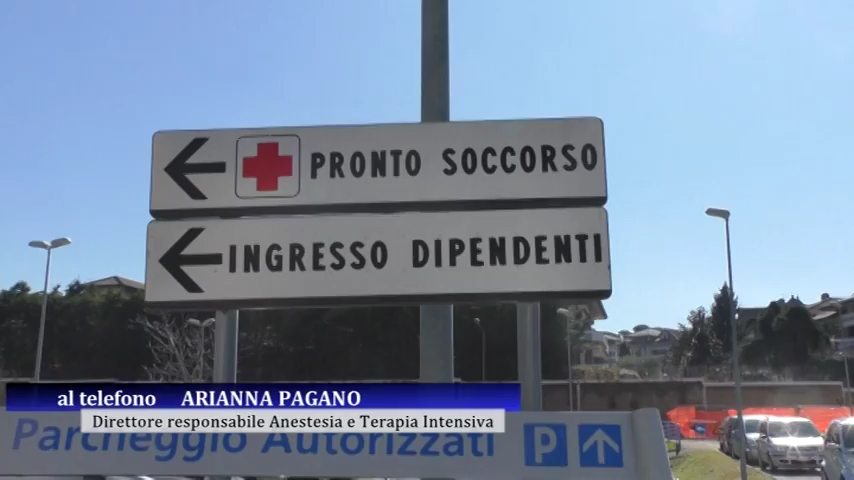 PRONTO SOCCORSO
INGRESSO DIPENDENTI
al telefono ARIANNA PAGANO
Direttore responsabile Anestesia e Terapia Intensiva
Parcheggio Autorizzati P